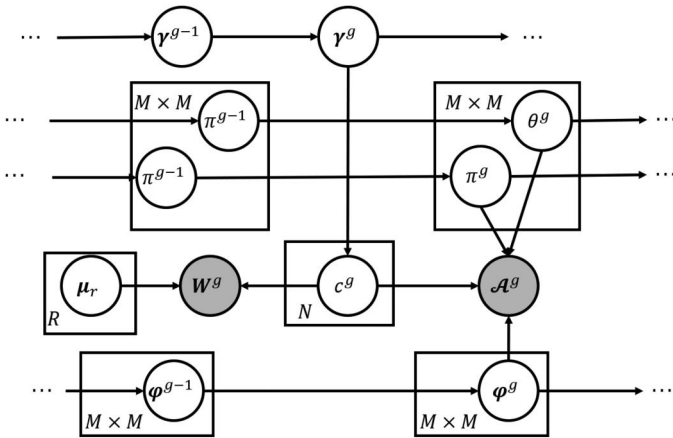 ⋯ γ^{g-1} γ^g ⋯
M × M M × M
⋯ π^{g-1} θ^g ⋯
⋯ π^{g-1} π^g ⋯
μ_r W^g c^g 𝒜^g
R N
⋯ φ^{g-1} φ^g ⋯
M × M M × M